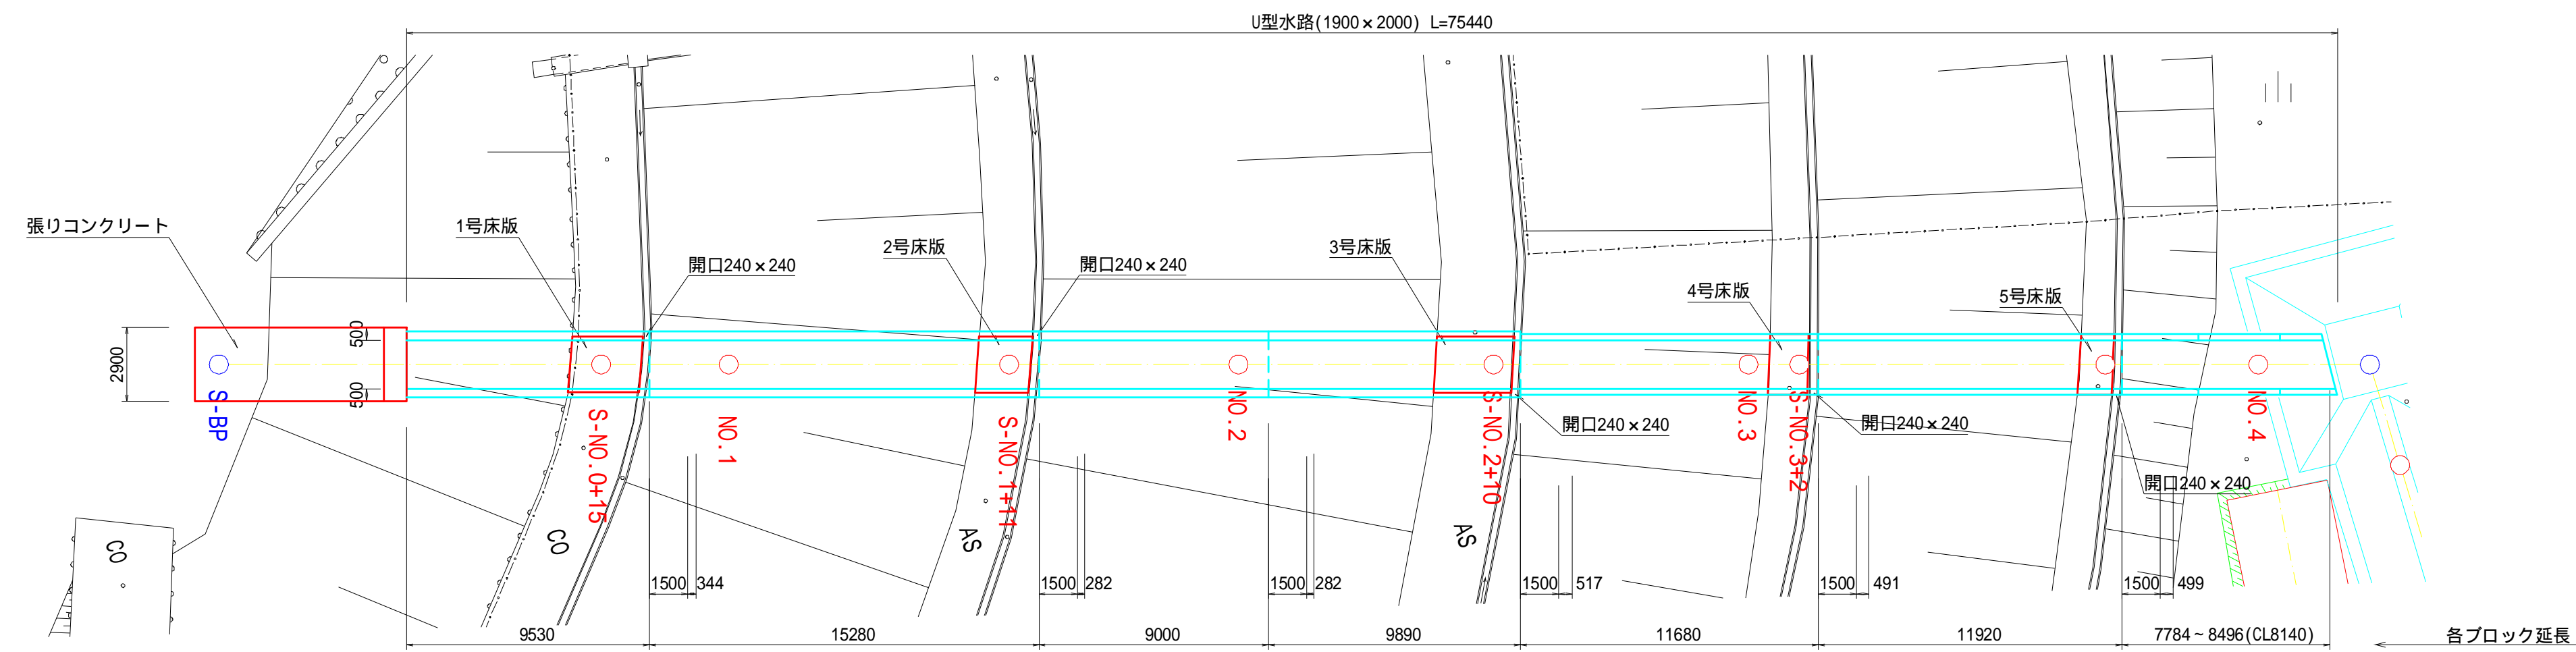 U型水路(1900×2000) L=75440
張りコンクリート
1号床版
開口240×240
2号床版
開口240×240
3号床版
4号床版
5号床版
2900
500
500
S-BP
S-NO.0+15
NO.1
S-NO.1+11
NO.2
S-NO.2+10
NO.3
S-NO.3+2
NO.4
開口240×240
開口240×240
開口240×240
CO
CO
AS
AS
1500 344
1500 282
1500 282
1500 517
1500 491
1500 499
9530
15280
9000
9890
11680
11920
7784~8496(CL8140)
各ブロック延長